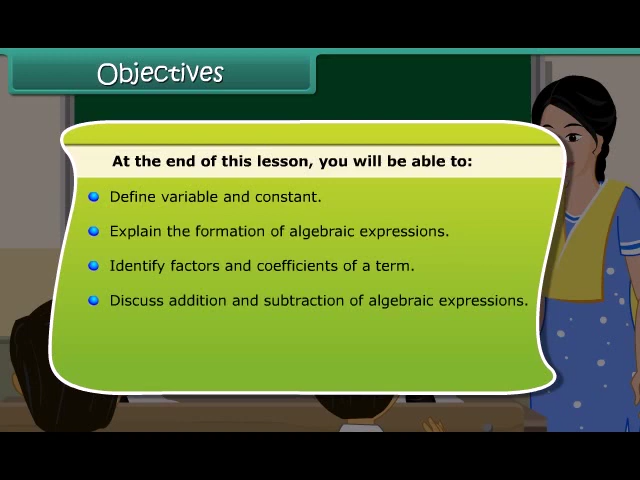 Objectives
At the end of this lesson, you will be able to:
Define variable and constant.
Explain the formation of algebraic expressions.
Identify factors and coefficients of a term.
Discuss addition and subtraction of algebraic expressions.